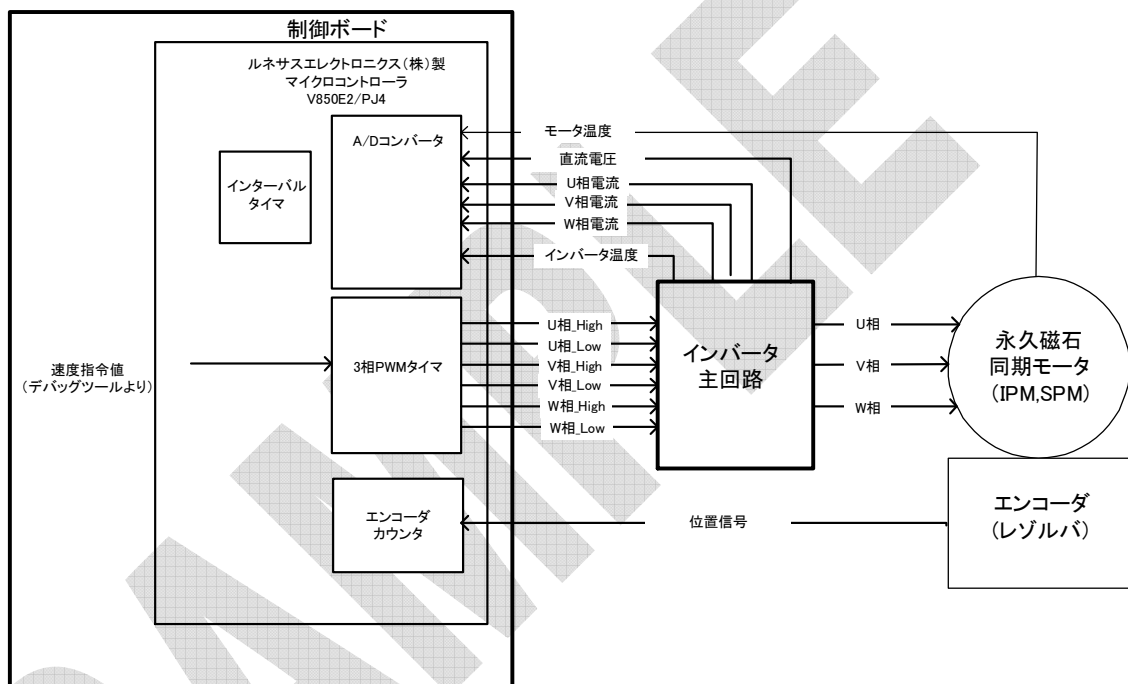 制御ボード
ルネサスエレクトロニクス(株)製
マイクロコントローラ
V850E2/PJ4
A/Dコンバータ
インターバル
タイマ
モータ温度
直流電圧
U相電流
V相電流
W相電流
インバータ温度
速度指令値
(デバッグツールより)
3相PWMタイマ
U相_High
U相_Low
V相_High
V相_Low
W相_High
W相_Low
インバータ
主回路
U相
V相
W相
永久磁石
同期モータ
(IPM,SPM)
エンコーダ
カウンタ
位置信号
エンコーダ
(レゾルバ)
SAMPLE